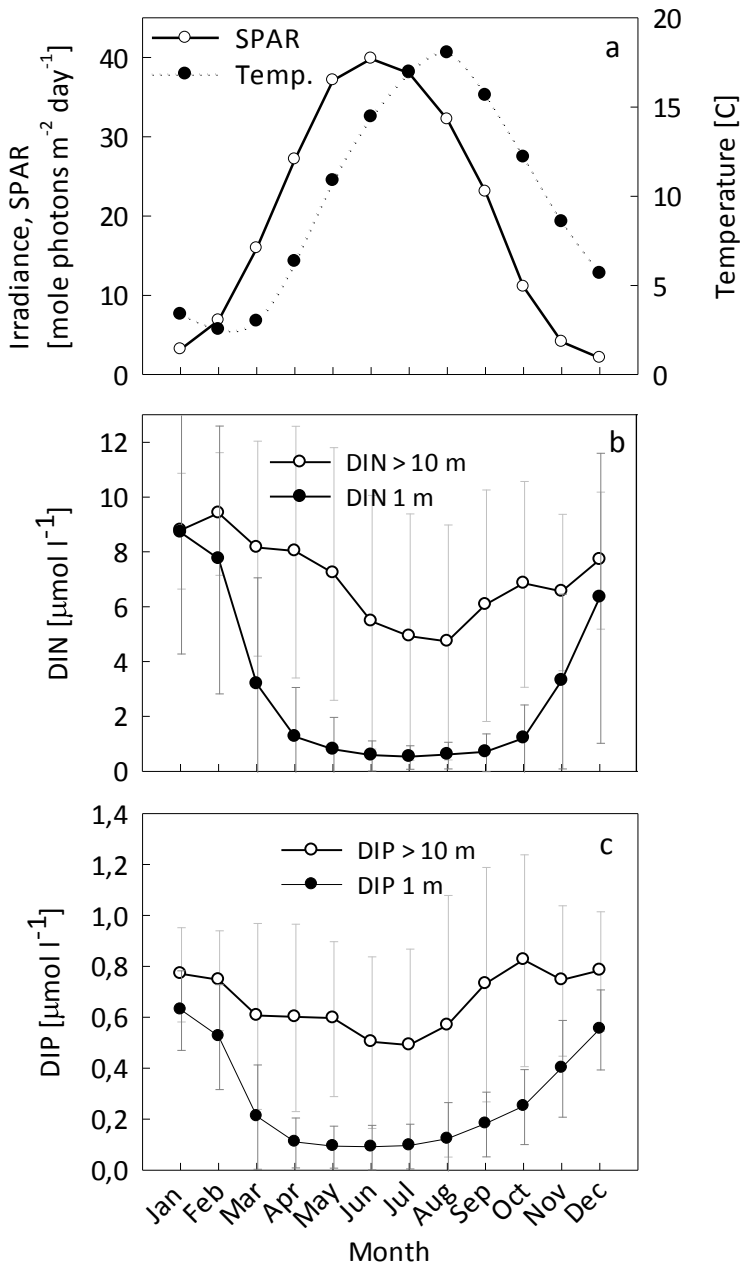 SPAR
Temp.
a
40
30
20
10
0
Irradiance, SPAR
[mole photons m⁻² day⁻¹]
20
15
10
5
0
Temperature [C]
b
DIN > 10 m
DIN 1 m
12
10
8
6
4
2
0
DIN [μmol l⁻¹]
c
DIP > 10 m
DIP 1 m
1,4
1,2
1,0
0,8
0,6
0,4
0,2
0,0
DIP [μmol l⁻¹]
Jan Feb Mar Apr May Jun Jul Aug Sep Oct Nov Dec
Month